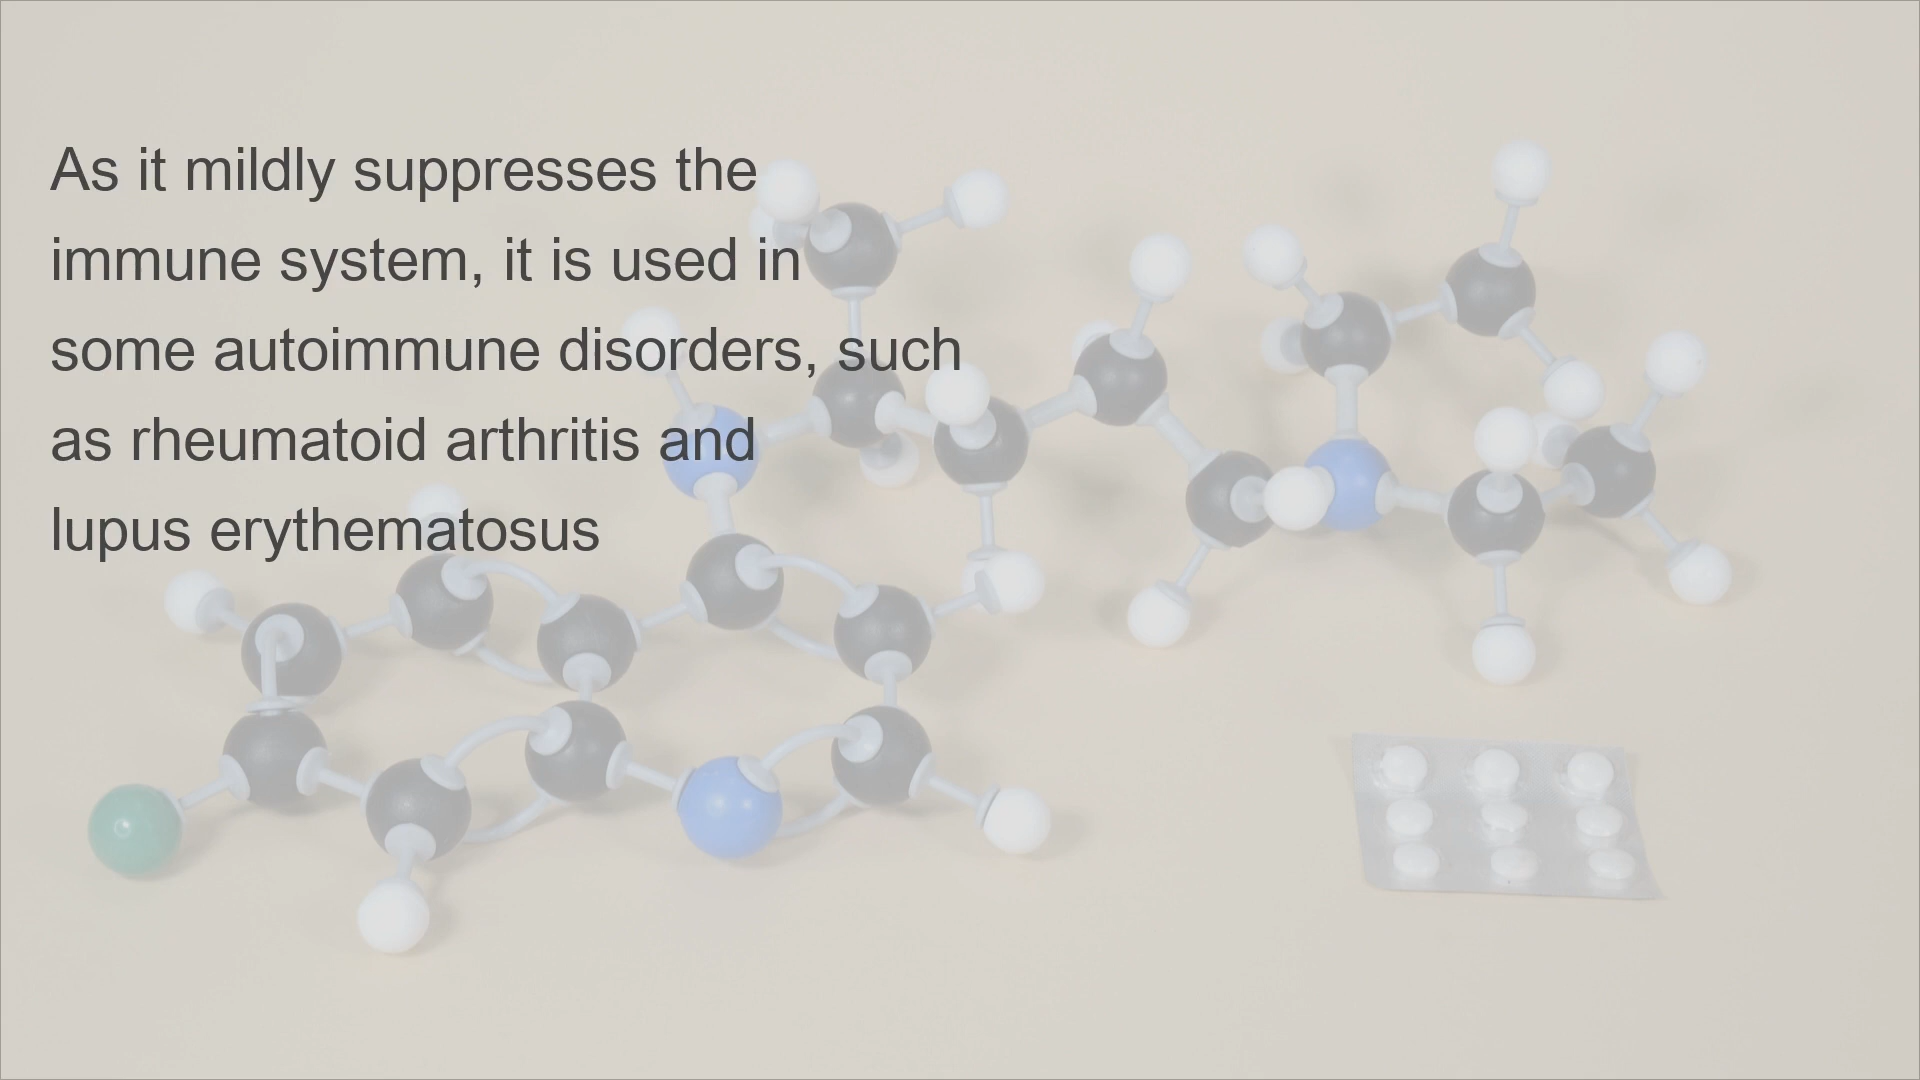 As it mildly suppresses the
immune system, it is used in
some autoimmune disorders, such
as rheumatoid arthritis and
lupus erythematosus